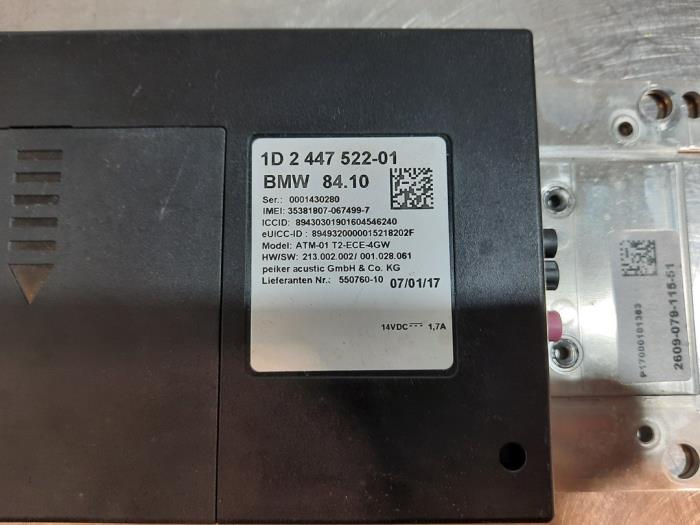 1D 2 447 522-01
BMW 84.10
Ser.: 0001430280
IMEI: 35381807-067499-7
ICCID: 89430301901604546240
eUICC-ID : 8949320000015218202F
Model: ATM-01 T2-ECE-4GW
HW/SW: 213.002.002/ 001.028.061
peiker acustic GmbH & Co. KG
Lieferanten Nr.: 550760-10 07/01/17
14VDC⎓ 1,7A
P17000101383
2609-079-115-51